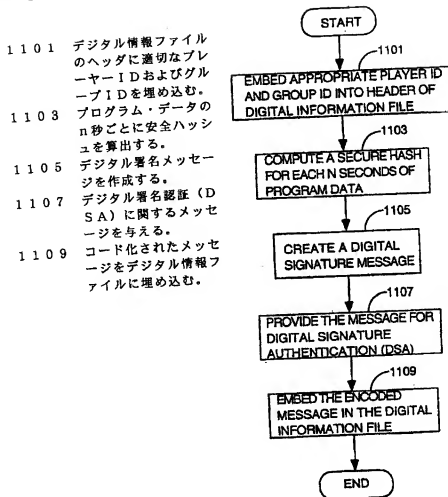 1101 デジタル情報ファイル
のヘッダに適切なプレ
ーヤーIDおよびグル
ープIDを埋め込む。
1103 プログラム・データの
n秒ごとに安全ハッシ
ュを算出する。
1105 デジタル署名メッセー
ジを作成する。
1107 デジタル署名認証(D
SA)に関するメッセ
ージを与える。
1109 コード化されたメッセ
ージをデジタル情報フ
ァイルに埋め込む。
START
1101
EMBED APPROPRIATE PLAYER ID
AND GROUP ID INTO HEADER OF
DIGITAL INFORMATION FILE
1103
COMPUTE A SECURE HASH
FOR EACH N SECONDS OF
PROGRAM DATA
1105
CREATE A DIGITAL
SIGNATURE MESSAGE
1107
PROVIDE THE MESSAGE FOR
DIGITAL SIGNATURE
AUTHENTICATION (DSA)
1109
EMBED THE ENCODED
MESSAGE IN THE DIGITAL
INFORMATION FILE
END